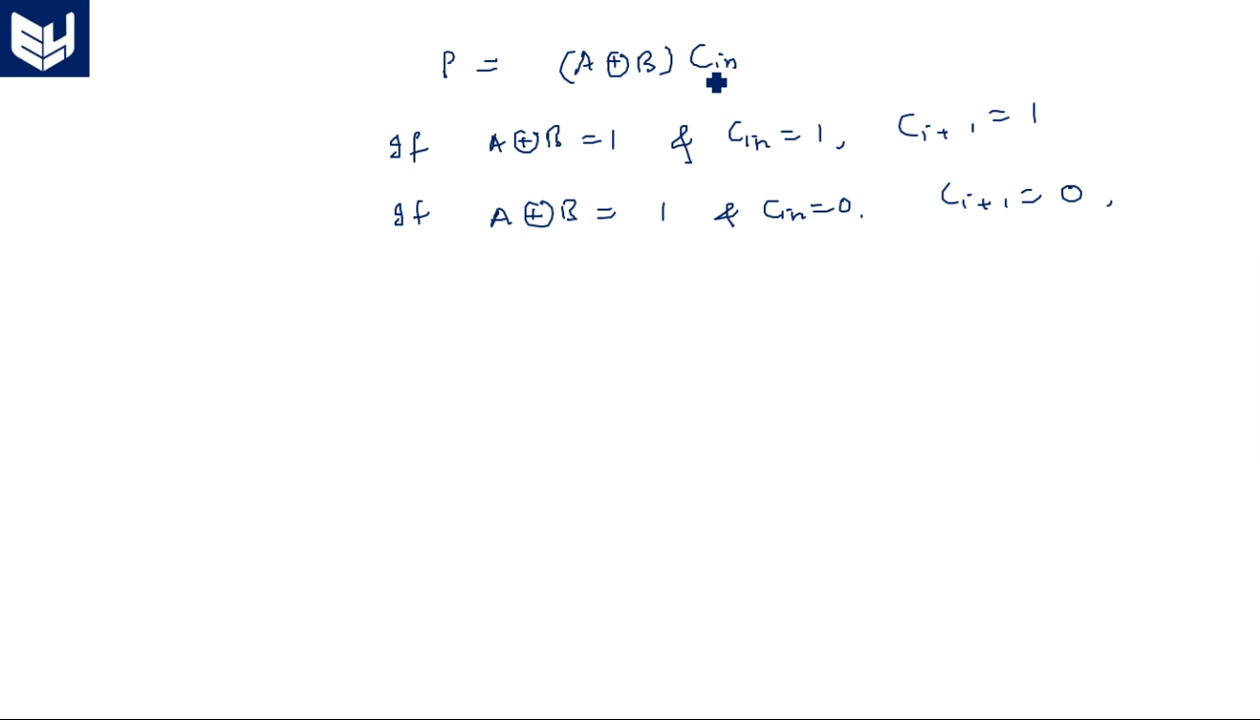 P = (A ⊕ B) Cin
If A ⊕ B = 1 & Cin = 1, Ci+1 = 1
If A ⊕ B = 1 & Cin = 0. Ci+1 = 0,